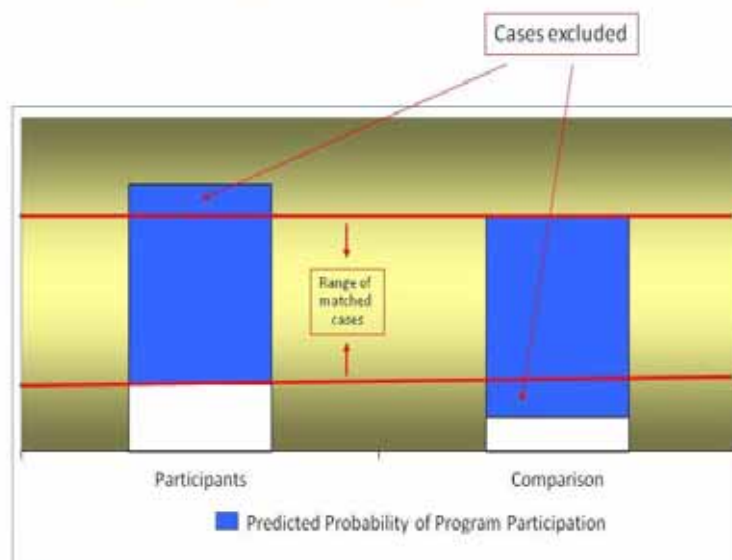 Cases excluded
Range of
matched
cases
Participants
Comparison
Predicted Probability of Program Participation